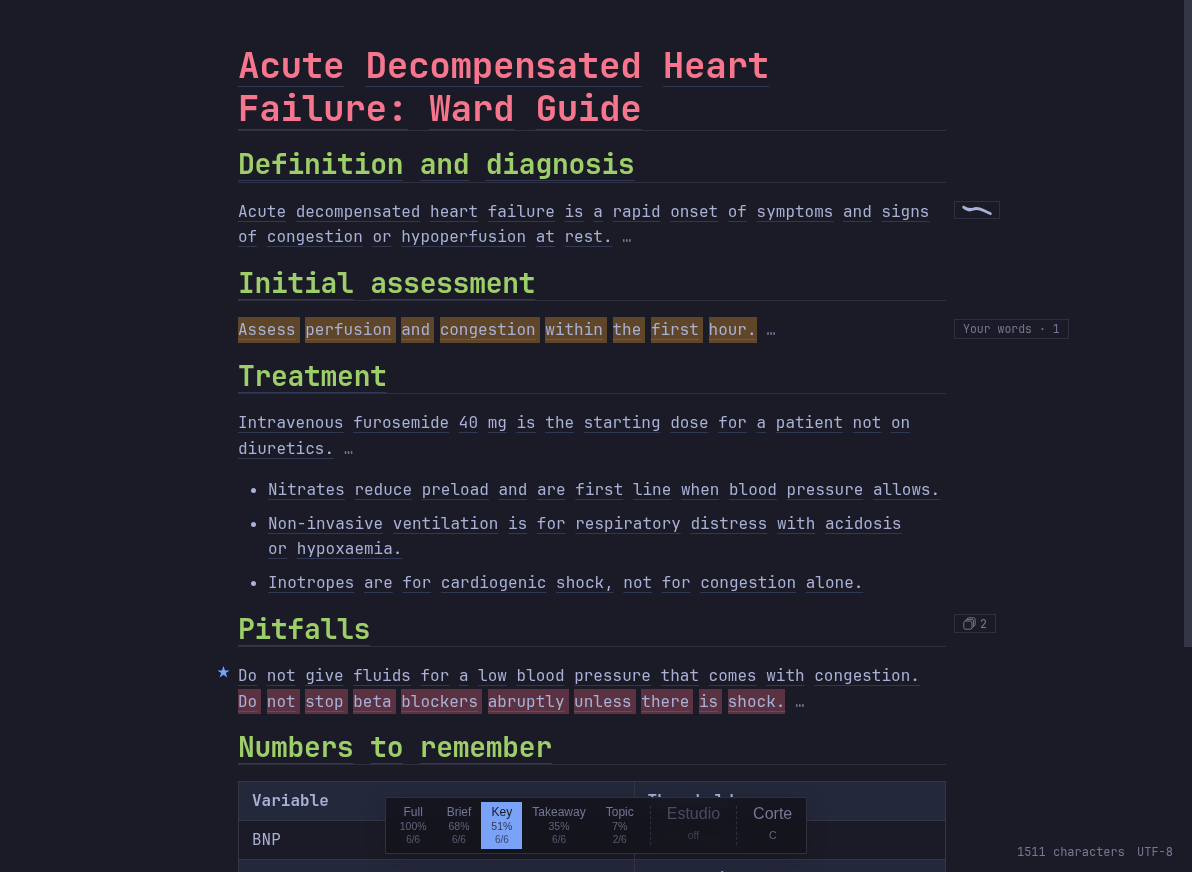 Acute Decompensated Heart
Failure: Ward Guide
Definition and diagnosis
Acute decompensated heart failure is a rapid onset of symptoms and signs
of congestion or hypoperfusion at rest. …
Initial assessment
Assess perfusion and congestion within the first hour. …
Your words · 1
Treatment
Intravenous furosemide 40 mg is the starting dose for a patient not on
diuretics. …
• Nitrates reduce preload and are first line when blood pressure allows.
• Non-invasive ventilation is for respiratory distress with acidosis
or hypoxaemia.
• Inotropes are for cardiogenic shock, not for congestion alone.
Pitfalls
2
★ Do not give fluids for a low blood pressure that comes with congestion.
Do not stop beta blockers abruptly unless there is shock. …
Numbers to remember
Variable
BNP
Full Brief Key Takeaway Topic Estudio Corte
100% 68% 51% 35% 7% off C
6/6 6/6 6/6 6/6 2/6
1511 characters UTF-8